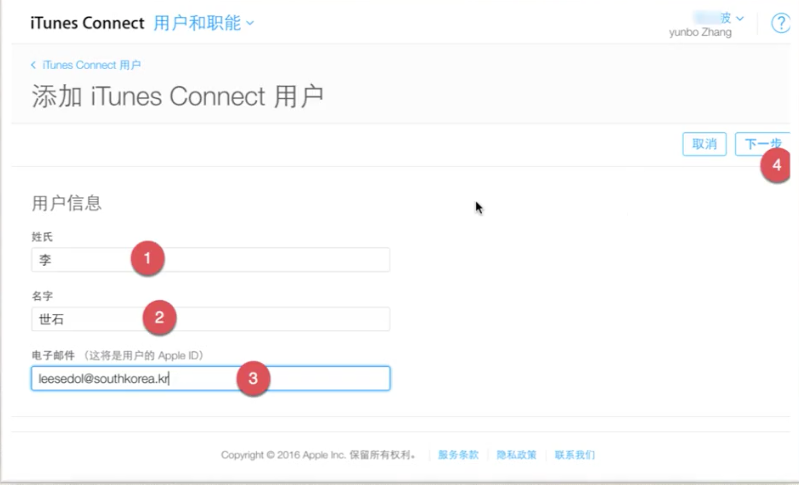 iTunes Connect 用户和职能
波
yunbo Zhang
?
iTunes Connect 用户
添加 iTunes Connect 用户
取消 下一步
4
用户信息
姓氏
李 1
名字
世石 2
电子邮件 (这将是用户的 Apple ID)
leesedol@southkorea.kr 3
Copyright © 2016 Apple Inc. 保留所有权利。 服务条款 隐私政策 联系我们